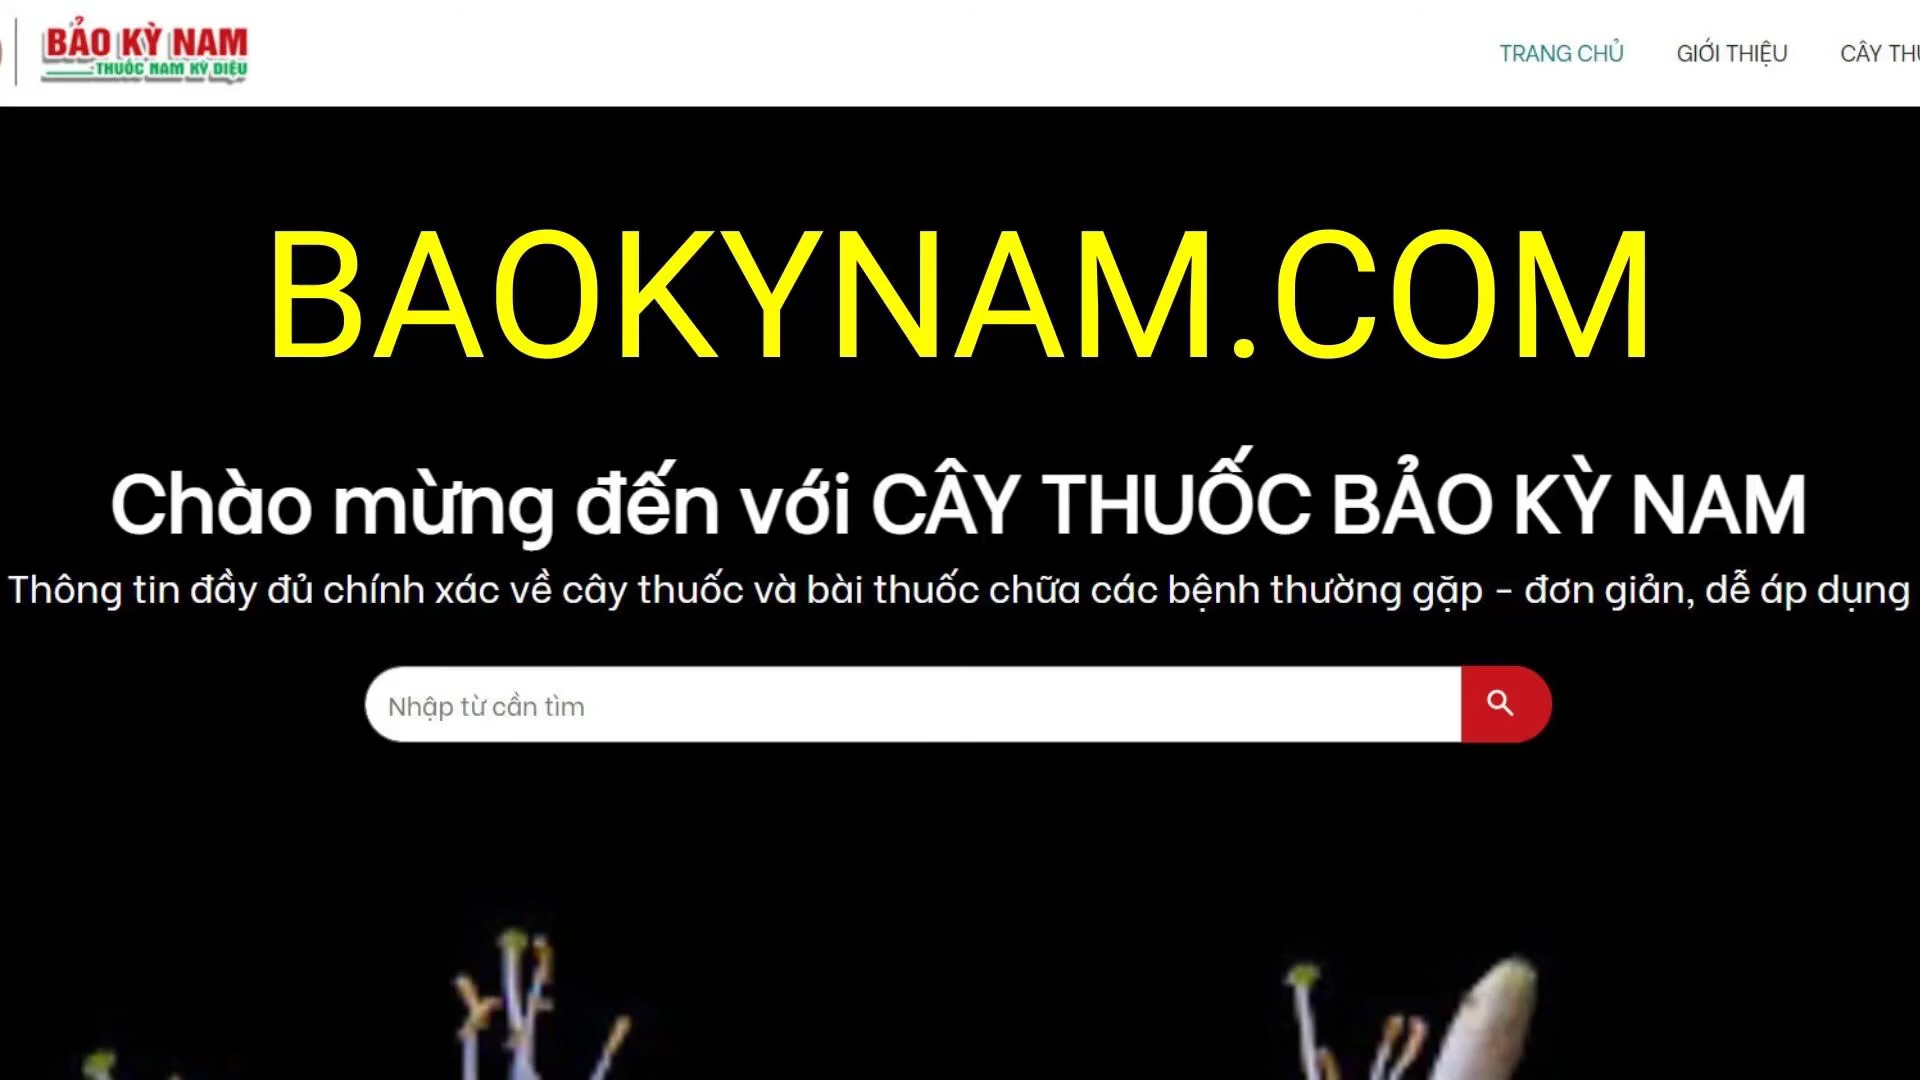 BẢO KỲ NAM
THUỐC NAM KỲ DIỆU
TRANG CHỦ
GIỚI THIỆU
CÂY
BAOKYNAM.COM
Chào mừng đến với CÂY THUỐC BẢO KỲ NAM
Thông tin đầy đủ chính xác về cây thuốc và bài thuốc chữa các bệnh thường gặp - đơn giản, dễ áp dụng
Nhập từ cần tìm